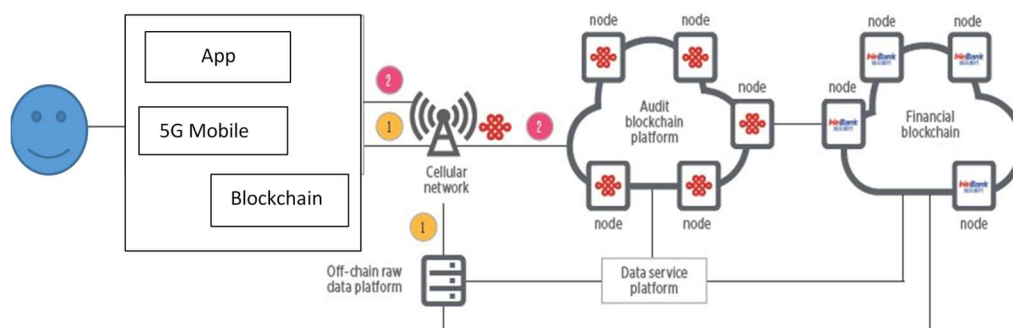 App
5G Mobile
Blockchain
2
1
Cellular
network
1
Off-chain raw
data platform
2
node
node
node
node
node
Audit
blockchain
platform
Data service
platform
node
node
node
node
Financial
blockchain